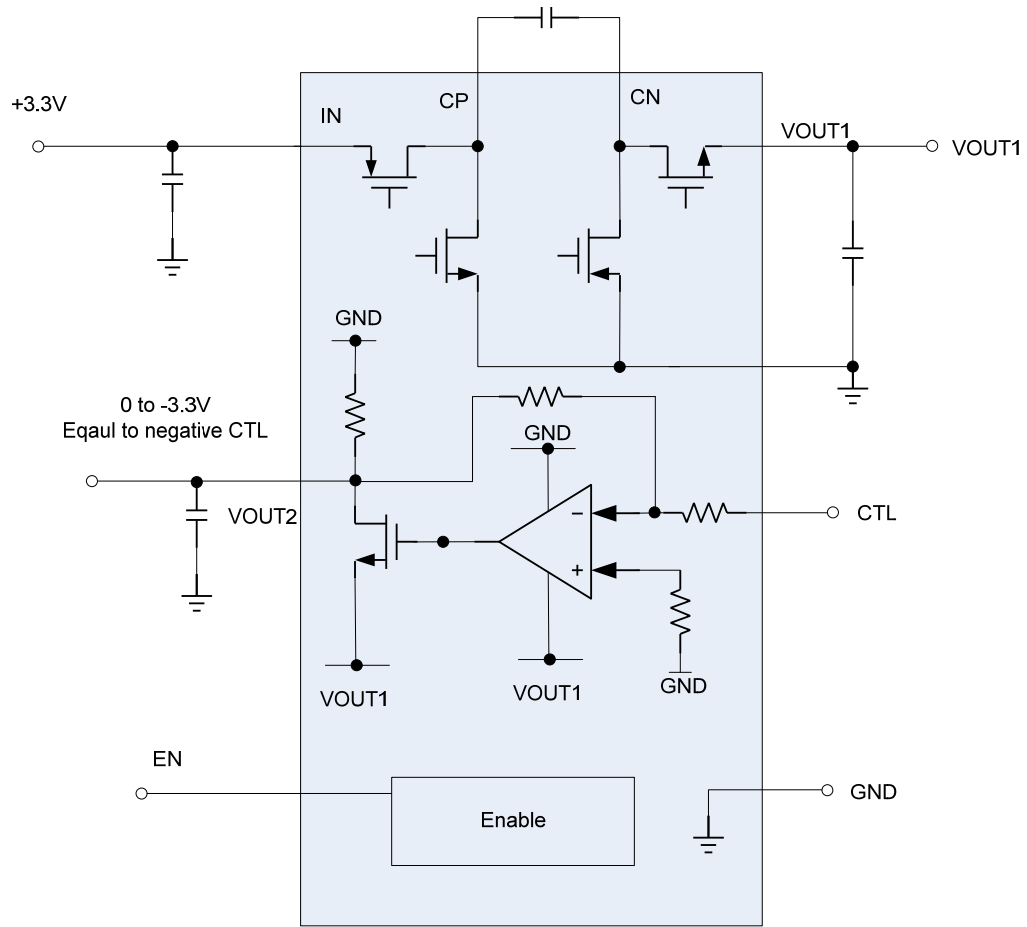 +3.3V
IN
CP
CN
VOUT1
VOUT1
GND
0 to -3.3V
Eqaul to negative CTL
GND
VOUT2
−
+
CTL
VOUT1
VOUT1
GND
EN
Enable
GND